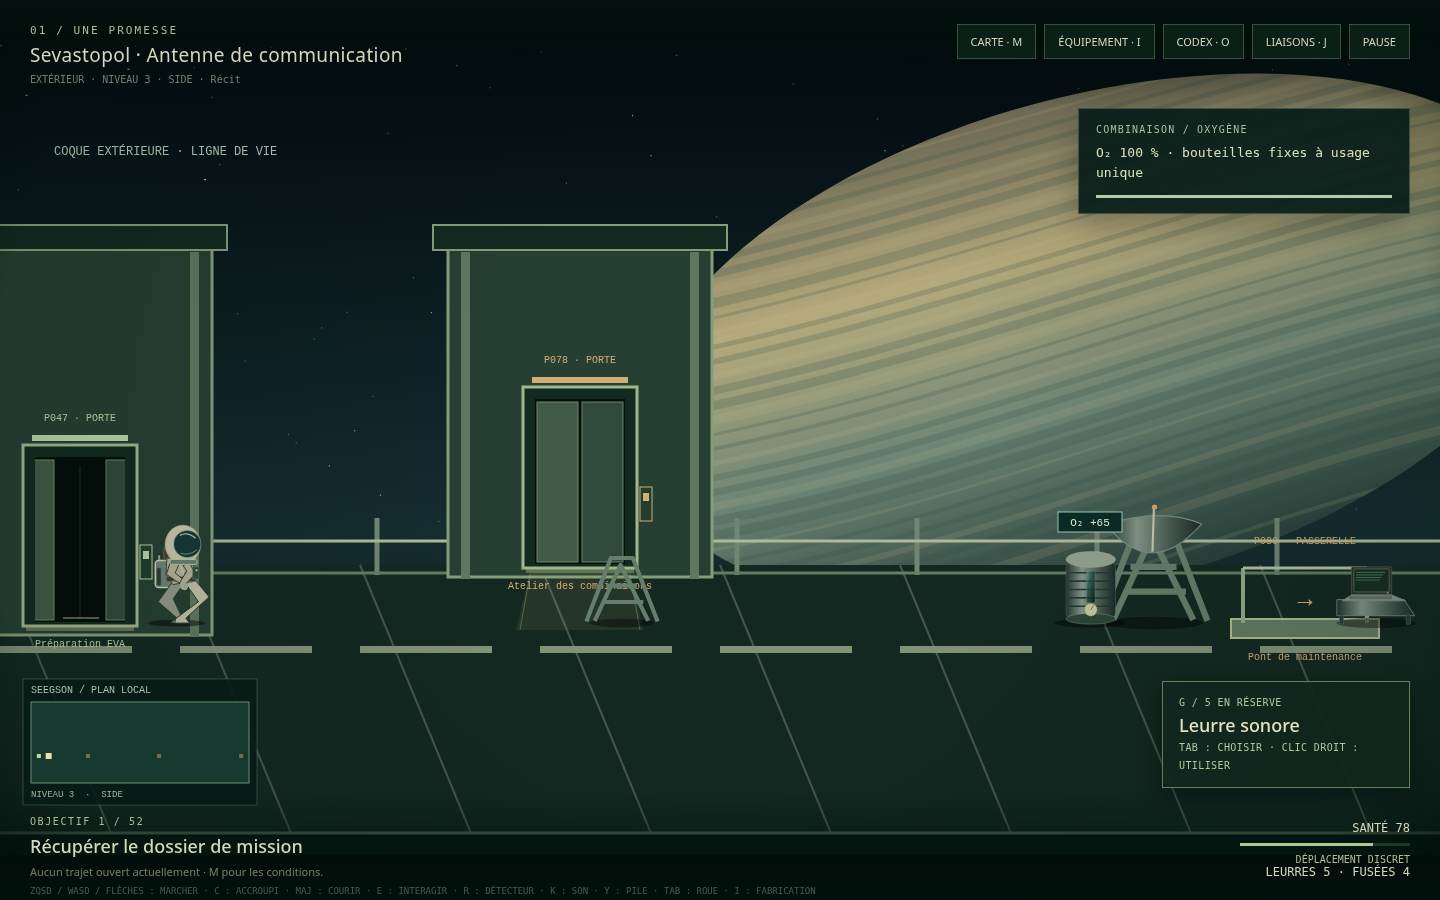 01 / UNE PROMESSE
Sevastopol · Antenne de communication
EXTÉRIEUR · NIVEAU 3 · SIDE · Récit
CARTE · M
ÉQUIPEMENT · I
CODEX · O
LIAISONS · J
PAUSE
COMBINAISON / OXYGÈNE
O₂ 100 % · bouteilles fixes à usage
unique
COQUE EXTÉRIEURE · LIGNE DE VIE
P078 · PORTE
P047 · PORTE
O₂ +65
PASSERELLE
Atelier des combinaisons
→
Préparation EVA
Pont de maintenance
SEEGSON / PLAN LOCAL
NIVEAU 3 · SIDE
G / 5 EN RÉSERVE
Leurre sonore
TAB : CHOISIR · CLIC DROIT :
UTILISER
OBJECTIF 1 / 52
Récupérer le dossier de mission
Aucun trajet ouvert actuellement · M pour les conditions.
ZQSD / WASD / FLÈCHES : MARCHER · C : ACCROUPI · MAJ : COURIR · E : INTERAGIR · R : DÉTECTEUR · K : SON · Y : PILE · TAB : ROUE · I : FABRICATION
SANTÉ 78
DÉPLACEMENT DISCRET
LEURRES 5 · FUSÉES 4